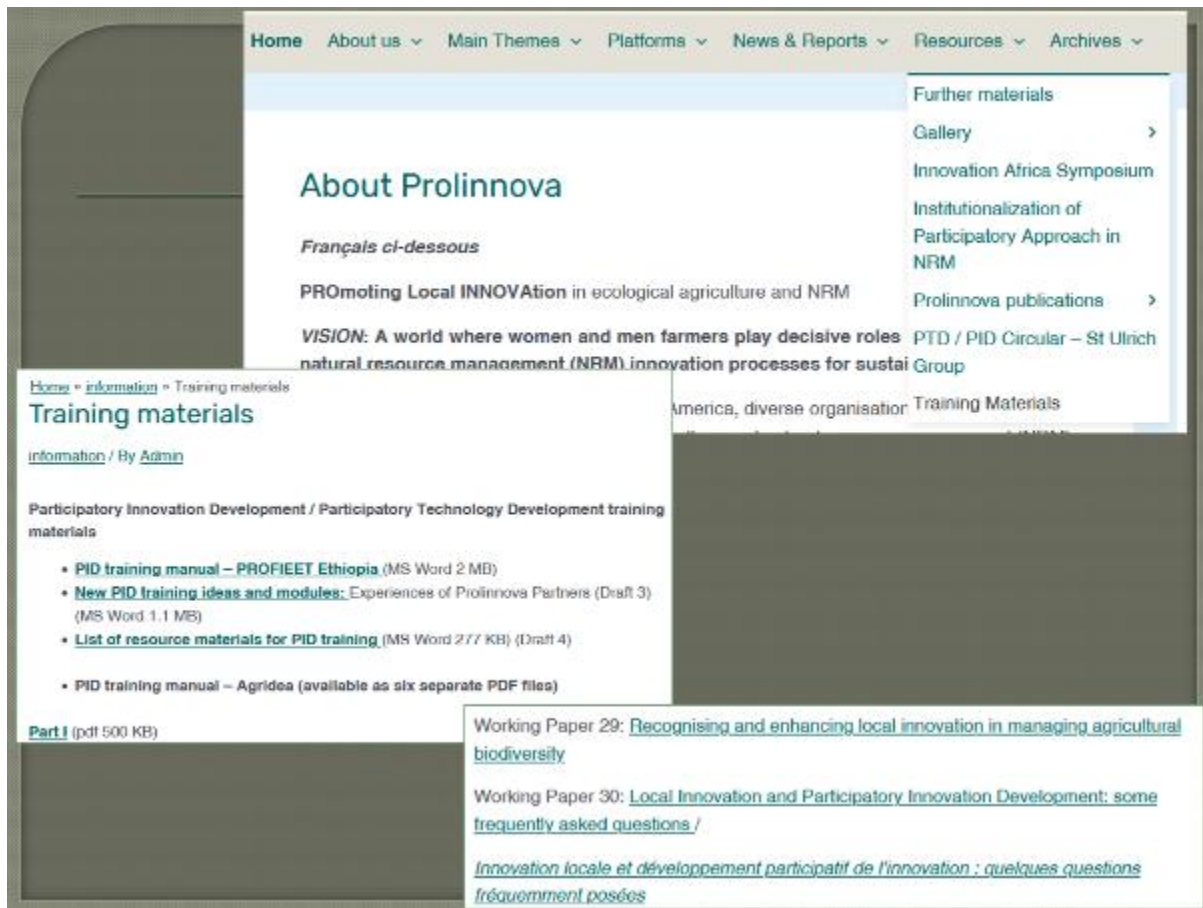 Home About us Main Themes Platforms News & Reports Resources Archives
Further materials
Gallery
Innovation Africa Symposium
Institutionalization of
Participatory Approach in
NRM
Prolinnova publications
PTD / PID Circular – St Ulrich
Group
Training Materials
About Prolinnova
Français ci-dessous
PROmoting Local INNOVAtion in ecological agriculture and NRM
VISION: A world where women and men farmers play decisive roles
natural resource management (NRM) innovation processes for sustai
America, diverse organisation
Home » information » Training materials
Training materials
information / By Admin
Participatory Innovation Development / Participatory Technology Development training
materials
• PID training manual – PROFIEET Ethiopia (MS Word 2 MB)
• New PID training ideas and modules: Experiences of Prolinnova Partners (Draft 3)
(MS Word 1.1 MB)
• List of resource materials for PID training (MS Word 277 KB) (Draft 4)
• PID training manual – Agridea (available as six separate PDF files)
Part I (pdf 500 KB)
Working Paper 29: Recognising and enhancing local innovation in managing agricultural
biodiversity
Working Paper 30: Local Innovation and Participatory Innovation Development: some
frequently asked questions /
Innovation locale et développement participatif de l'innovation : quelques questions
fréquemment posées